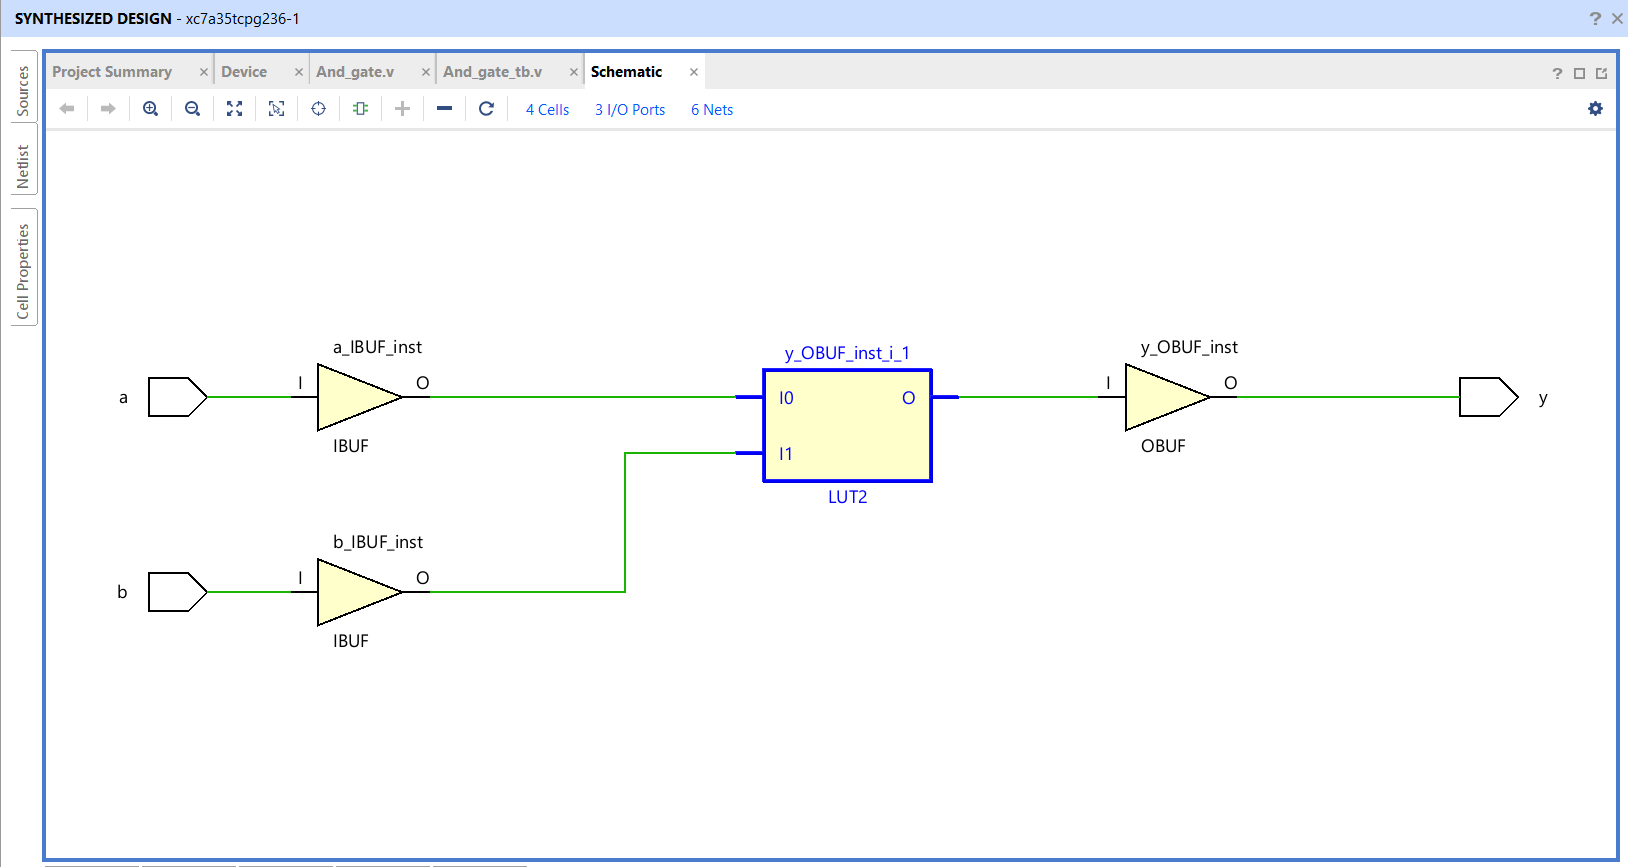 SYNTHESIZED DESIGN - xc7a35tcpg236-1
? ×
Sources
Netlist
Cell Properties
Project Summary × Device × And_gate.v × And_gate_tb.v × Schematic ×
?
4 Cells 3 I/O Ports 6 Nets
a_IBUF_inst
y_OBUF_inst_i_1
y_OBUF_inst
I O
I O
a
I0 O
y
IBUF
OBUF
I1
LUT2
b_IBUF_inst
I O
b
IBUF